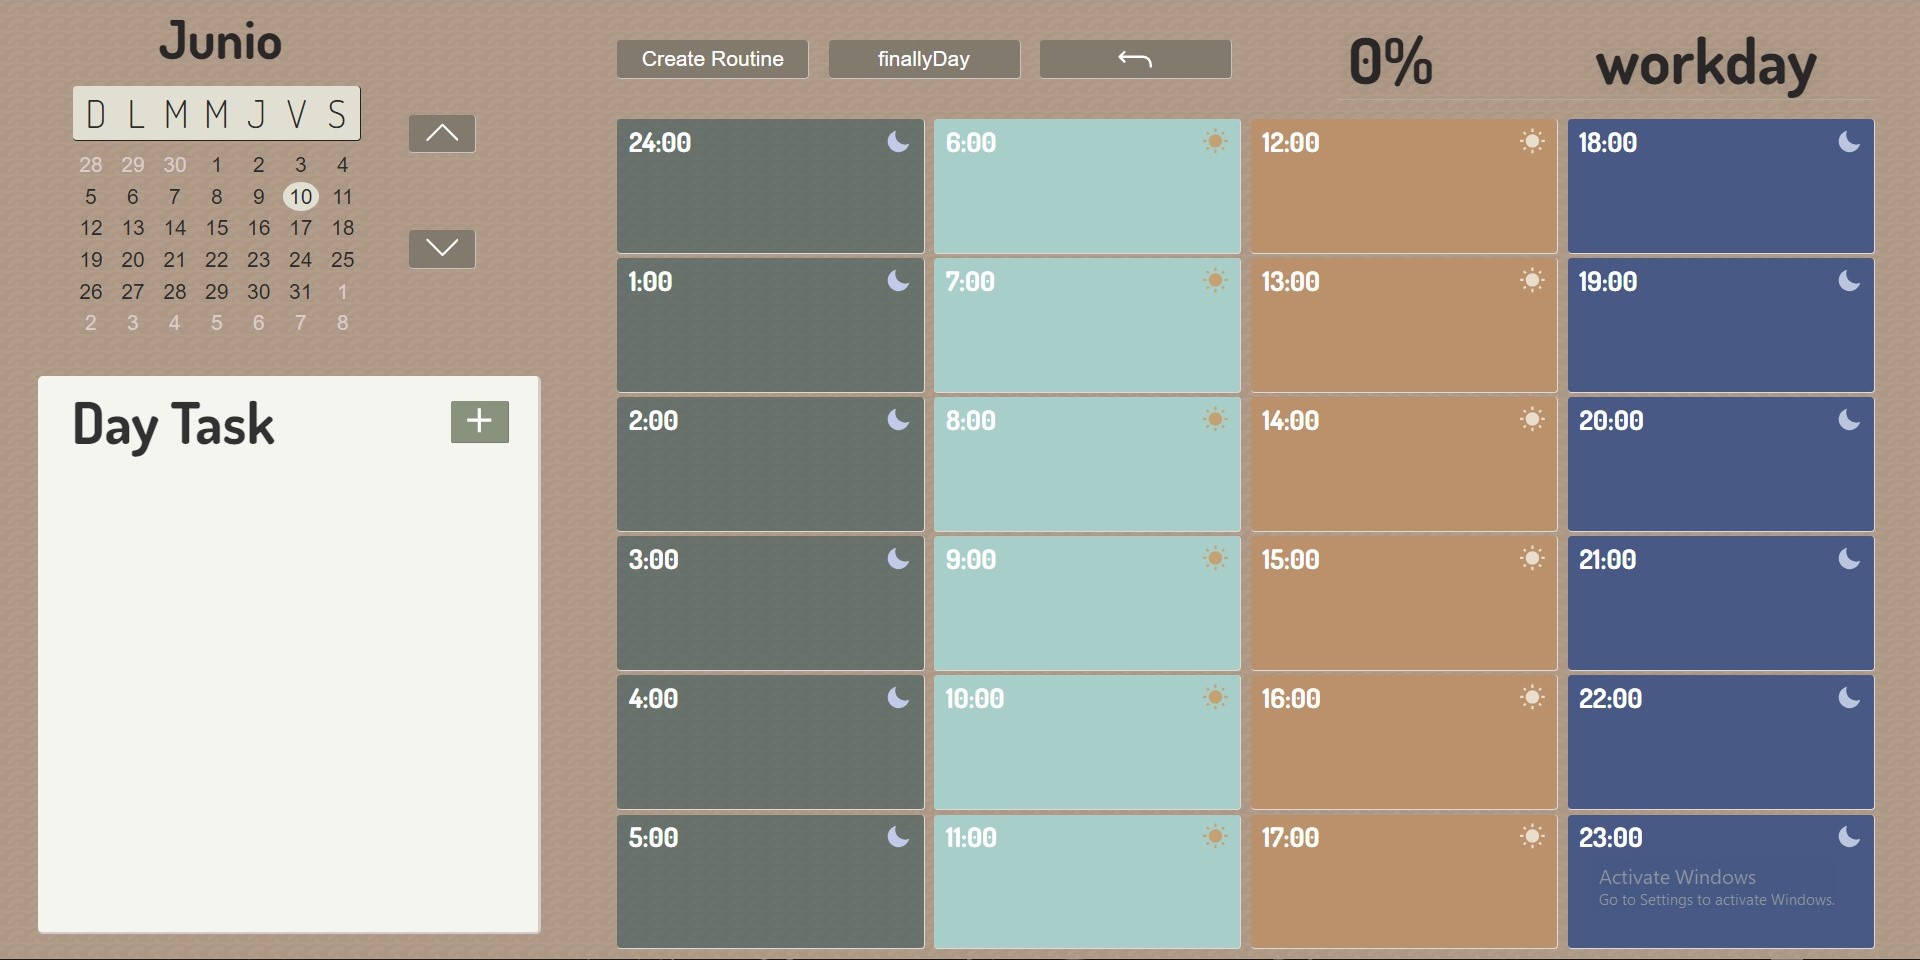 Junio
D L M M J V S
28 29 30 1 2 3 4
5 6 7 8 9 10 11
12 13 14 15 16 17 18
19 20 21 22 23 24 25
26 27 28 29 30 31 1
2 3 4 5 6 7 8
Day Task
+
Create Routine finallyDay
0% workday
24:00 6:00 12:00 18:00
1:00 7:00 13:00 19:00
2:00 8:00 14:00 20:00
3:00 9:00 15:00 21:00
4:00 10:00 16:00 22:00
5:00 11:00 17:00 23:00
Activate Windows
Go to Settings to activate Windows.